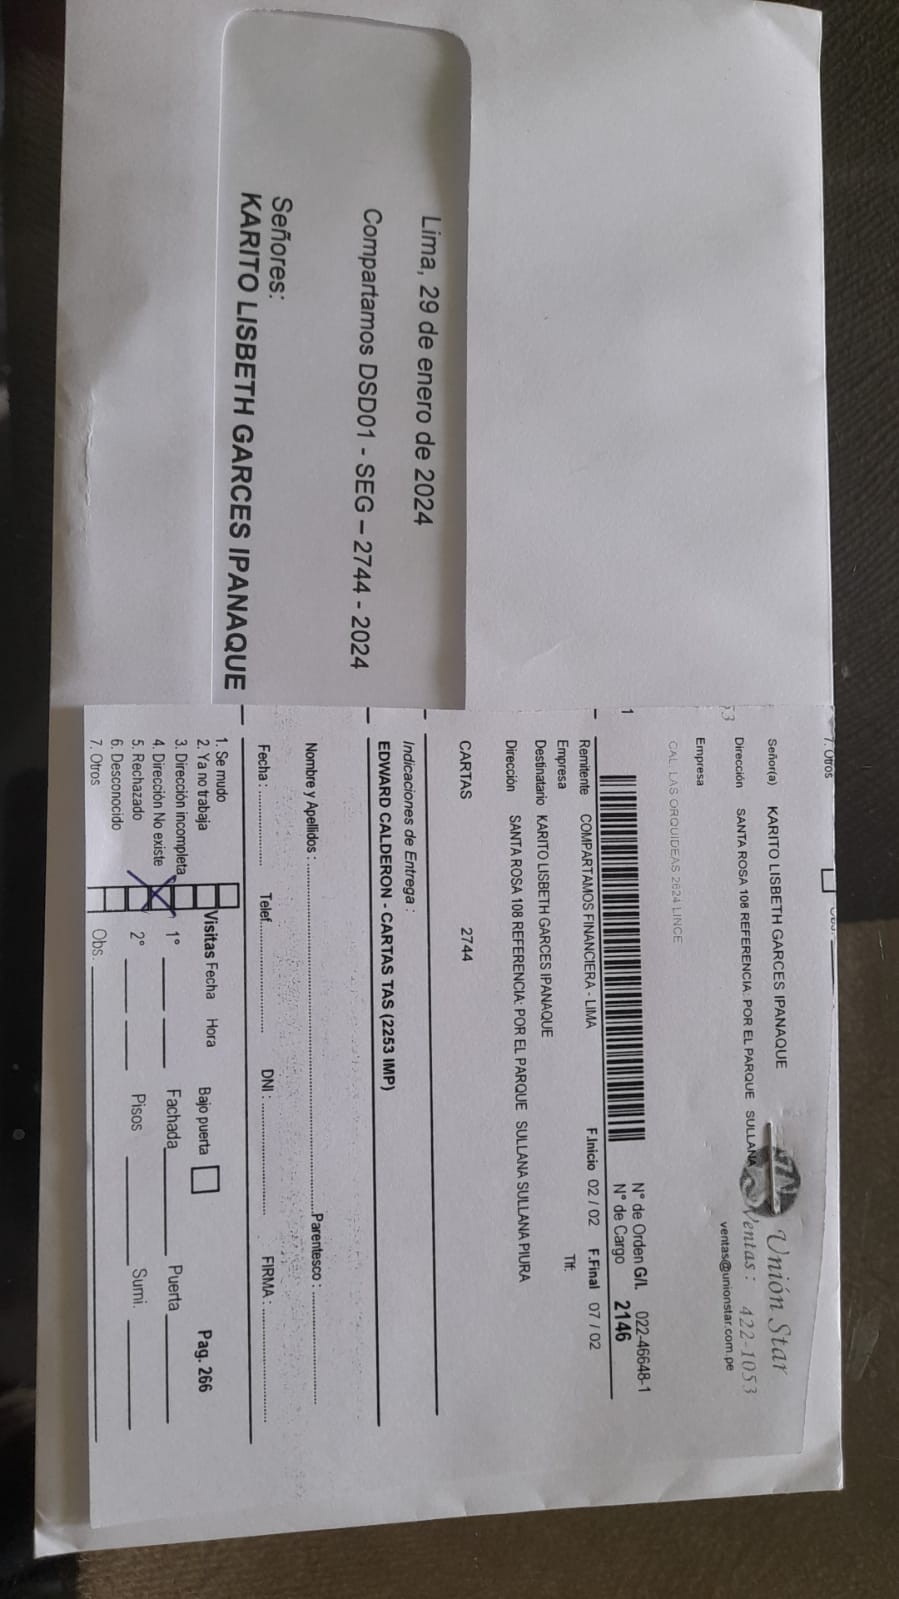 Lima, 29 de enero de 2024
Compartamos DSD01 - SEG – 2744 - 2024
Señores:
KARITO LISBETH GARCES IPANAQUE
7. Otros
Señor(a) KARITO LISBETH GARCES IPANAQUE
Unión Star
53
Dirección SANTA ROSA 108 REFERENCIA: POR EL PARQUE SULLANA
Ventas : 422-1053
ventas@unionstar.com.pe
Empresa
CAL. LAS ORQUIDEAS 2624 LINCE
N° de Orden G/L 022-46648-1
1
N° de Cargo 2146
Remitente COMPARTAMOS FINANCIERA - LIMA F.Inicio 02 / 02 F.Final 07 / 02
Empresa Tlf:
Destinatario KARITO LISBETH GARCES IPANAQUE
Dirección SANTA ROSA 108 REFERENCIA: POR EL PARQUE SULLANA SULLANA PIURA
CARTAS 2744
Indicaciones de Entrega :
EDWARD CALDERON - CARTAS TAS (2253 IMP)
Nombre y Apellidos : Parentesco :
Fecha : Telef. DNI : FIRMA :
1. Se mudo
2. Ya no trabaja Visitas Fecha Hora Bajo puerta Pag. 266
3. Dirección incompleta 1° Fachada Puerta
4. Dirección No existe
5. Rechazado 2° Pisos Sumi.
6. Desconocido
7. Otros Obs.